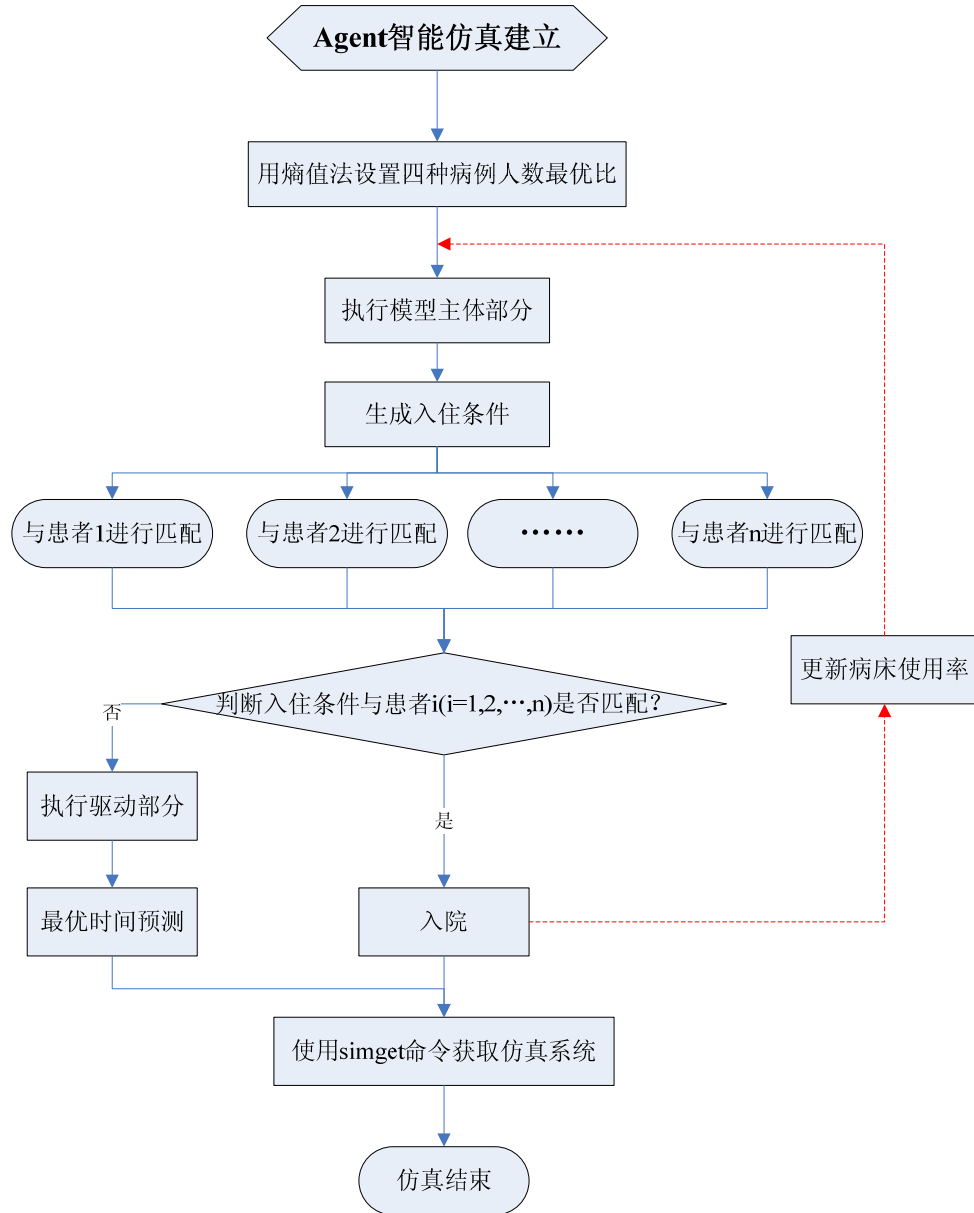 Agent智能仿真建立
用熵值法设置四种病例人数最优比
执行模型主体部分
生成入住条件
与患者1进行匹配
与患者2进行匹配
……
与患者n进行匹配
更新病床使用率
判断入住条件与患者i(i=1,2,…,n)是否匹配？
否
执行驱动部分
是
最优时间预测
入院
使用simget命令获取仿真系统
仿真结束